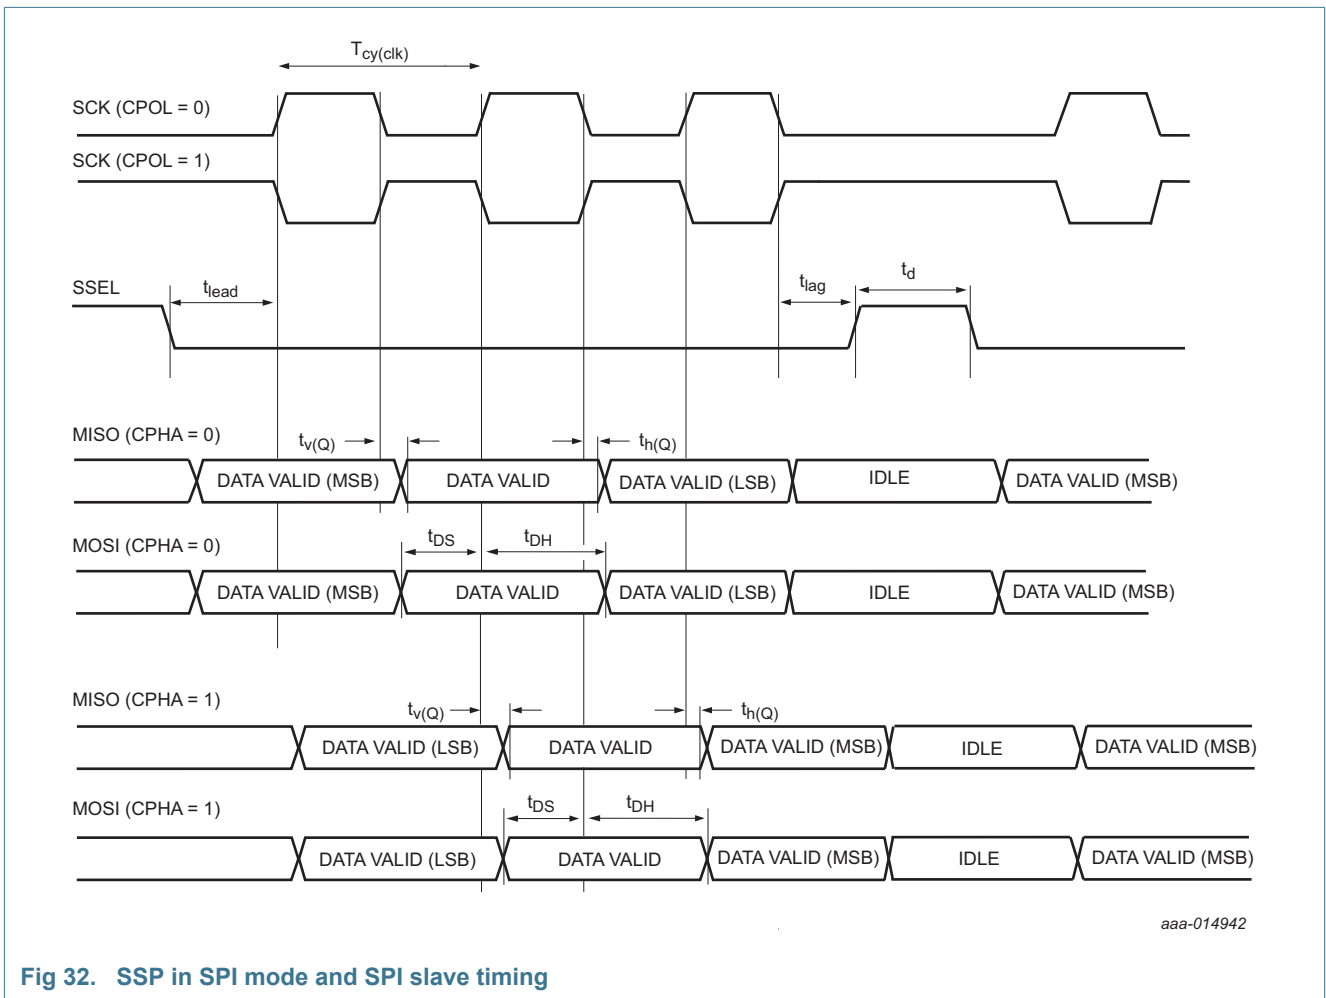 Tcy(clk)
SCK (CPOL = 0)
SCK (CPOL = 1)
SSEL
tlead
tlag
td
MISO (CPHA = 0)
tv(Q)
th(Q)
DATA VALID (MSB)
DATA VALID
DATA VALID (LSB)
IDLE
DATA VALID (MSB)
MOSI (CPHA = 0)
tDS
tDH
DATA VALID (MSB)
DATA VALID
DATA VALID (LSB)
IDLE
DATA VALID (MSB)
MISO (CPHA = 1)
tv(Q)
th(Q)
DATA VALID (LSB)
DATA VALID
DATA VALID (MSB)
IDLE
DATA VALID (MSB)
MOSI (CPHA = 1)
tDS
tDH
DATA VALID (LSB)
DATA VALID
DATA VALID (MSB)
IDLE
DATA VALID (MSB)
aaa-014942
Fig 32. SSP in SPI mode and SPI slave timing